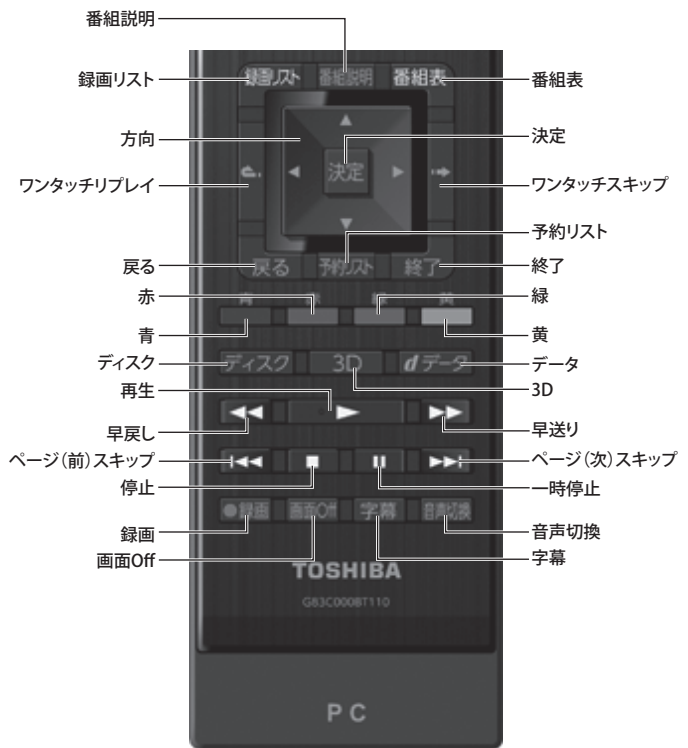 番組説明
録画リスト 録画リスト 番組説明 番組表 番組表
方向 決定
決定
ワンタッチリプレイ ワンタッチスキップ
予約リスト
戻る 戻る 予約リスト 終了 終了
赤 青 赤 緑 黄 緑
青 黄
ディスク ディスク 3D dデータ データ
再生 3D
早戻し 早送り
ページ(前)スキップ ページ(次)スキップ
停止 一時停止
●録画 画面Off 字幕 音声切換
録画 音声切換
画面Off 字幕
TOSHIBA
G83C0008T110
PC